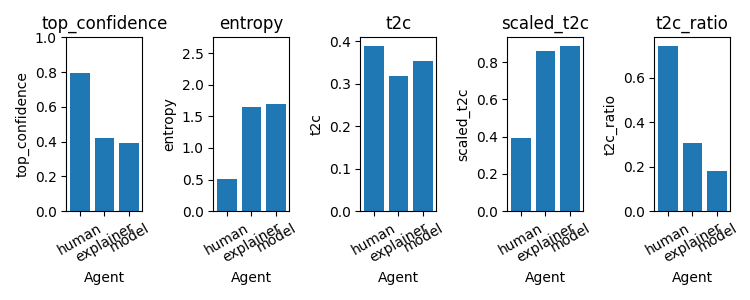 top_confidence
top_confidence
1.0
0.8
0.6
0.4
0.2
0.0
human
explainer
model
Agent
entropy
entropy
2.5
2.0
1.5
1.0
0.5
0.0
human
explainer
model
Agent
t2c
t2c
0.4
0.3
0.2
0.1
0.0
human
explainer
model
Agent
scaled_t2c
scaled_t2c
0.8
0.6
0.4
0.2
0.0
human
explainer
model
Agent
t2c_ratio
t2c_ratio
0.6
0.4
0.2
0.0
human
explainer
model
Agent